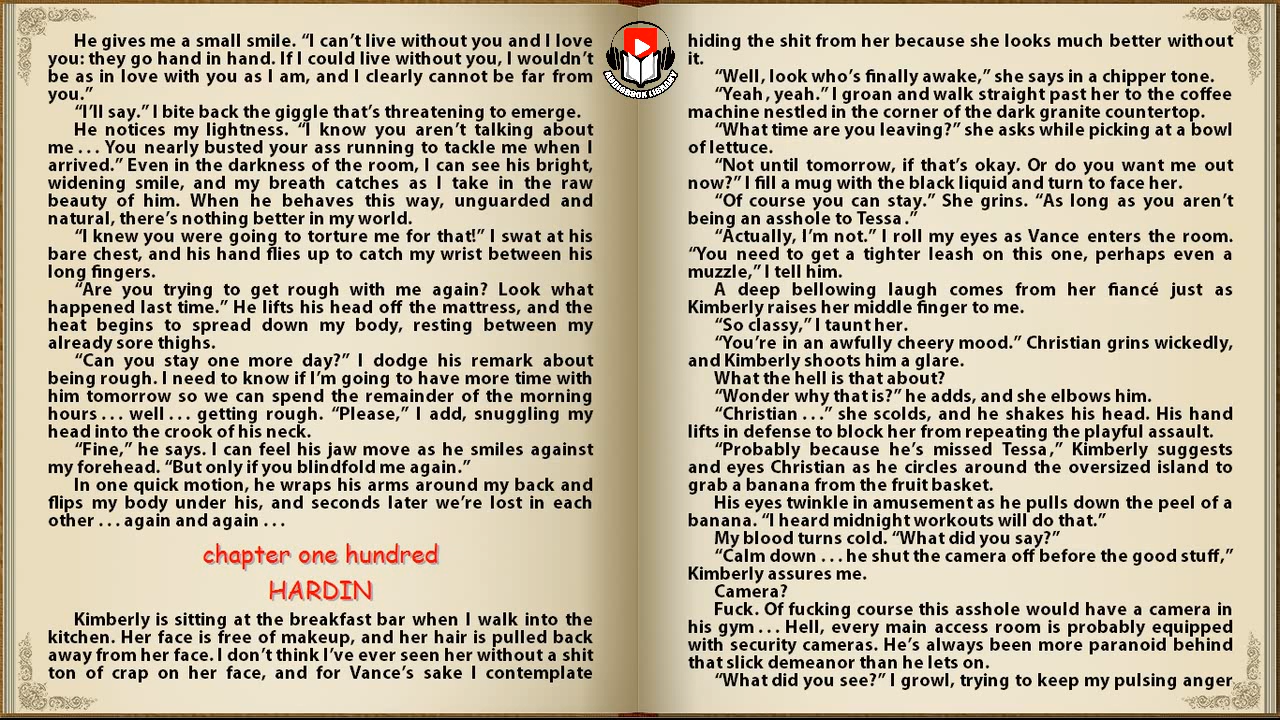 He gives me a small smile. “I can’t live without you and I love
you: they go hand in hand. If I could live without you, I wouldn’t
be as in love with you as I am, and I clearly cannot be far from
you.”
“I’ll say.” I bite back the giggle that’s threatening to emerge.
He notices my lightness. “I know you aren’t talking about
me . . . You nearly busted your ass running to tackle me when I
arrived.” Even in the darkness of the room, I can see his bright,
widening smile, and my breath catches as I take in the raw
beauty of him. When he behaves this way, unguarded and
natural, there’s nothing better in my world.
“I knew you were going to torture me for that!” I swat at his
bare chest, and his hand flies up to catch my wrist between his
long fingers.
“Are you trying to get rough with me again? Look what
happened last time.” He lifts his head off the mattress, and the
heat begins to spread down my body, resting between my
already sore thighs.
“Can you stay one more day?” I dodge his remark about
being rough. I need to know if I’m going to have more time with
him tomorrow so we can spend the remainder of the morning
hours . . . well . . . getting rough. “Please,” I add, snuggling my
head into the crook of his neck.
“Fine,” he says. I can feel his jaw move as he smiles against
my forehead. “But only if you blindfold me again.”
In one quick motion, he wraps his arms around my back and
flips my body under his, and seconds later we’re lost in each
other . . . again and again . . .
chapter one hundred
HARDIN
Kimberly is sitting at the breakfast bar when I walk into the
kitchen. Her face is free of makeup, and her hair is pulled back
away from her face. I don’t think I’ve ever seen her without a shit
ton of crap on her face, and for Vance’s sake I contemplate
AUDIOBOOK LIBRARY
hiding the shit from her because she looks much better without
it.
“Well, look who’s finally awake,” she says in a chipper tone.
“Yeah, yeah.” I groan and walk straight past her to the coffee
machine nestled in the corner of the dark granite countertop.
“What time are you leaving?” she asks while picking at a bowl
of lettuce.
“Not until tomorrow, if that’s okay. Or do you want me out
now?” I fill a mug with the black liquid and turn to face her.
“Of course you can stay.” She grins. “As long as you aren’t
being an asshole to Tessa.”
“Actually, I’m not.” I roll my eyes as Vance enters the room.
“You need to get a tighter leash on this one, perhaps even a
muzzle,” I tell him.
A deep bellowing laugh comes from her fiancé just as
Kimberly raises her middle finger to me.
“So classy,” I taunt her.
“You’re in an awfully cheery mood.” Christian grins wickedly,
and Kimberly shoots him a glare.
What the hell is that about?
“Wonder why that is?” he adds, and she elbows him.
“Christian . . .” she scolds, and he shakes his head. His hand
lifts in defense to block her from repeating the playful assault.
“Probably because he’s missed Tessa,” Kimberly suggests
and eyes Christian as he circles around the oversized island to
grab a banana from the fruit basket.
His eyes twinkle in amusement as he pulls down the peel of a
banana. “I heard midnight workouts will do that.”
My blood turns cold. “What did you say?”
“Calm down . . . he shut the camera off before the good stuff,”
Kimberly assures me.
Camera?
Fuck. Of fucking course this asshole would have a camera in
his gym . . . Hell, every main access room is probably equipped
with security cameras. He’s always been more paranoid behind
that slick demeanor than he lets on.
“What did you see?” I growl, trying to keep my pulsing anger